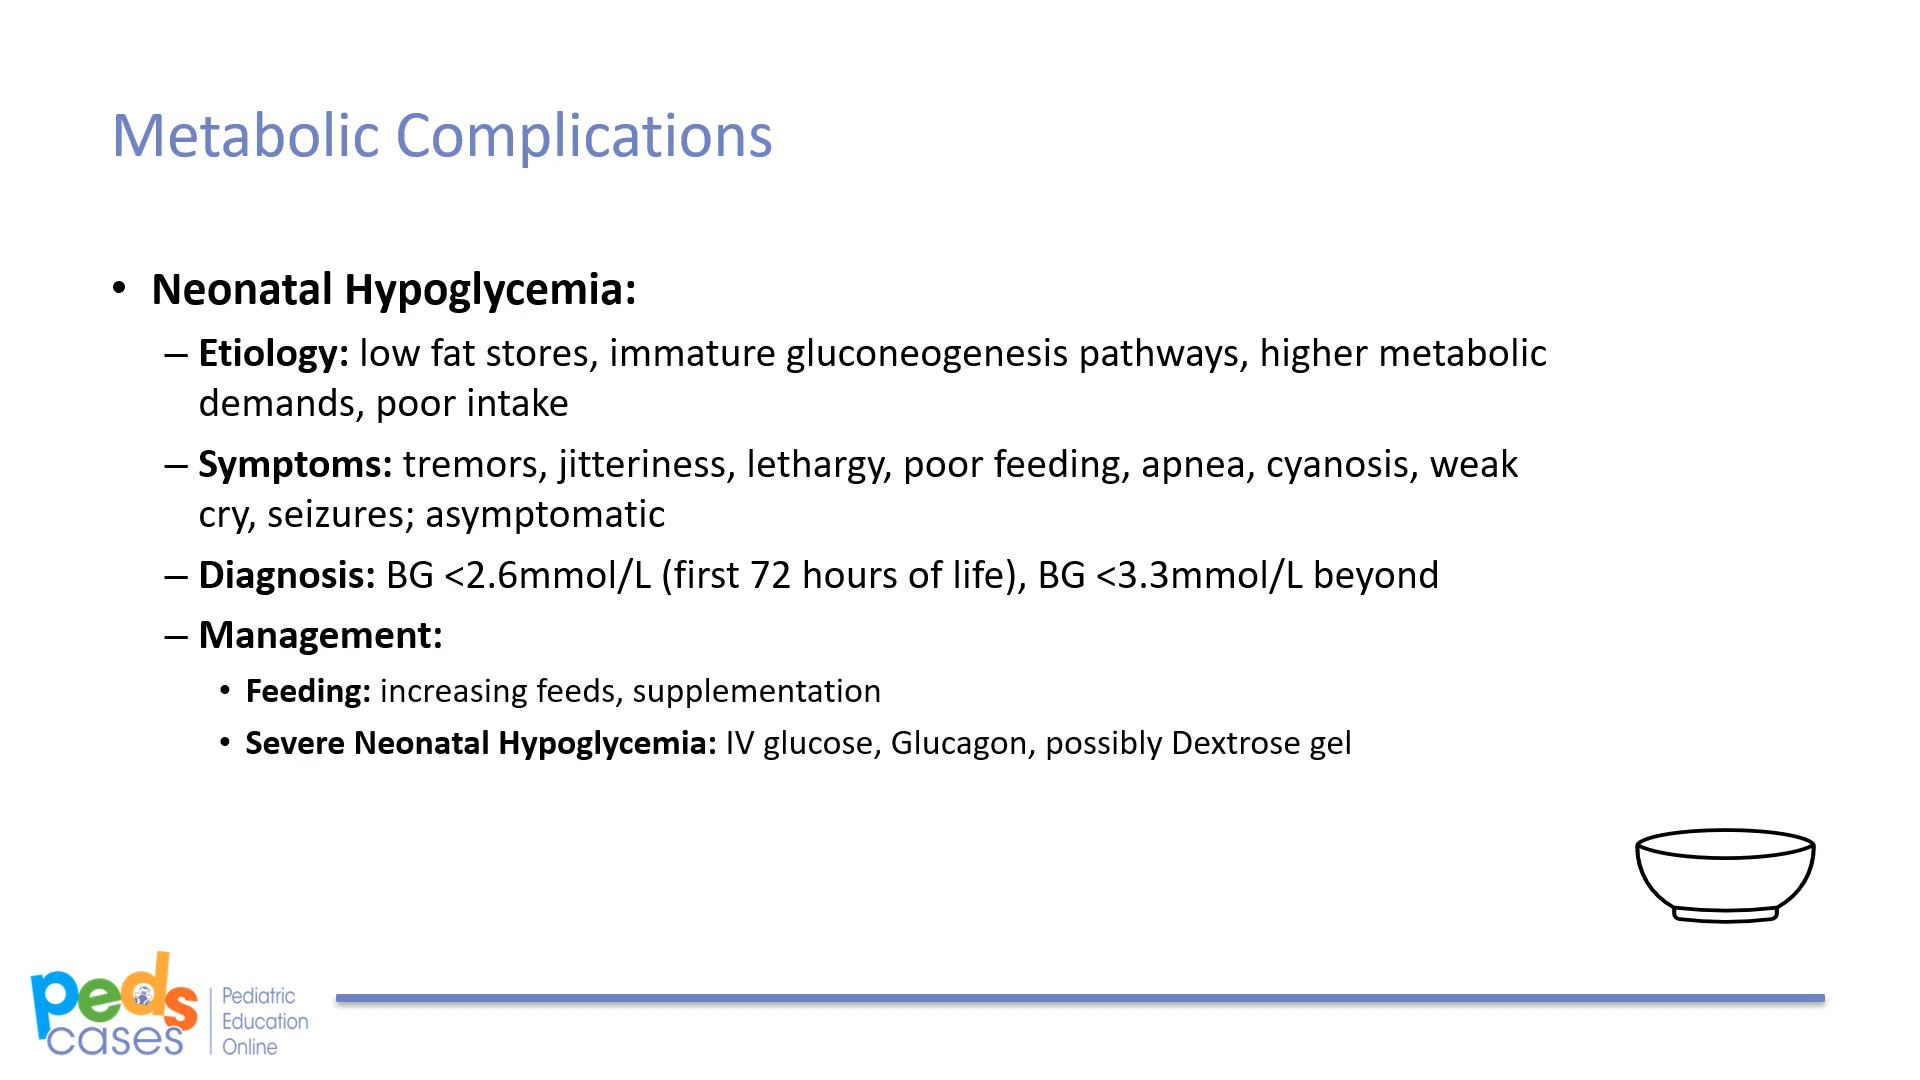 Metabolic Complications
• Neonatal Hypoglycemia:
– Etiology: low fat stores, immature gluconeogenesis pathways, higher metabolic
demands, poor intake
– Symptoms: tremors, jitteriness, lethargy, poor feeding, apnea, cyanosis, weak
cry, seizures; asymptomatic
– Diagnosis: BG <2.6mmol/L (first 72 hours of life), BG <3.3mmol/L beyond
– Management:
• Feeding: increasing feeds, supplementation
• Severe Neonatal Hypoglycemia: IV glucose, Glucagon, possibly Dextrose gel
peds
cases
Pediatric
Education
Online